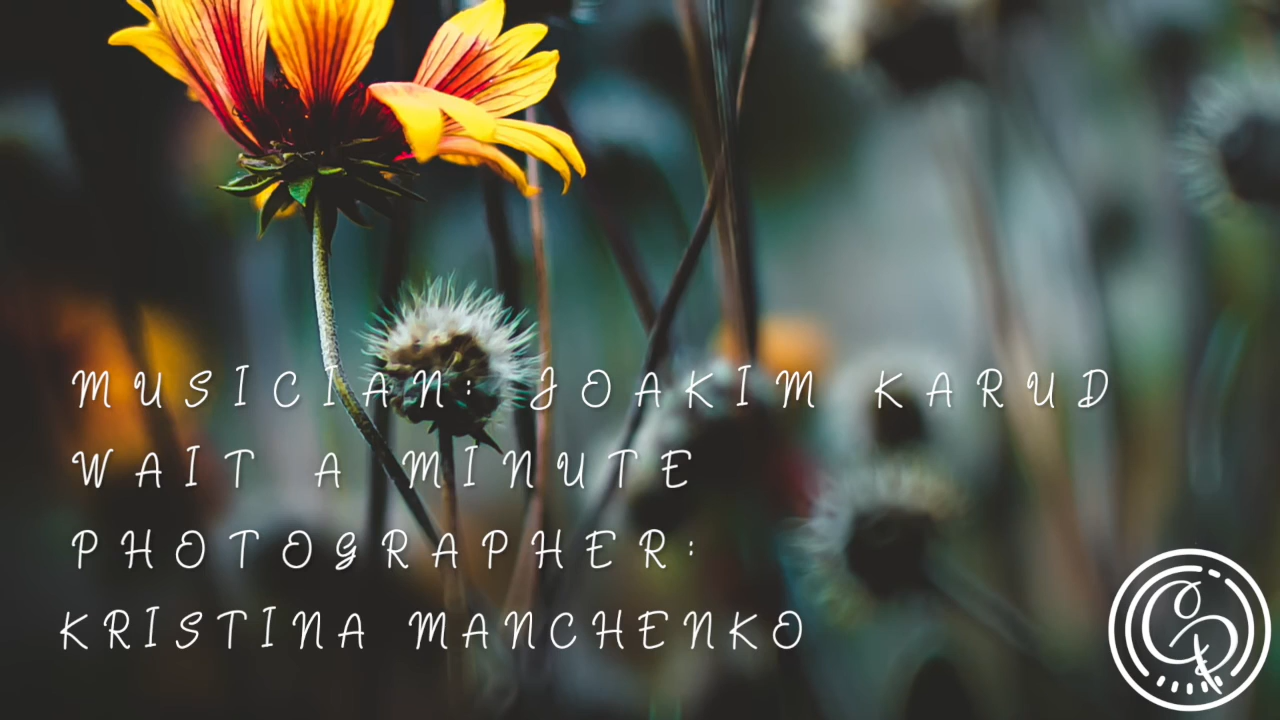 MUSICIAN: JOAKIM KARUD
WAIT A MINUTE
PHOTOGRAPHER:
KRISTINA MANCHENKO